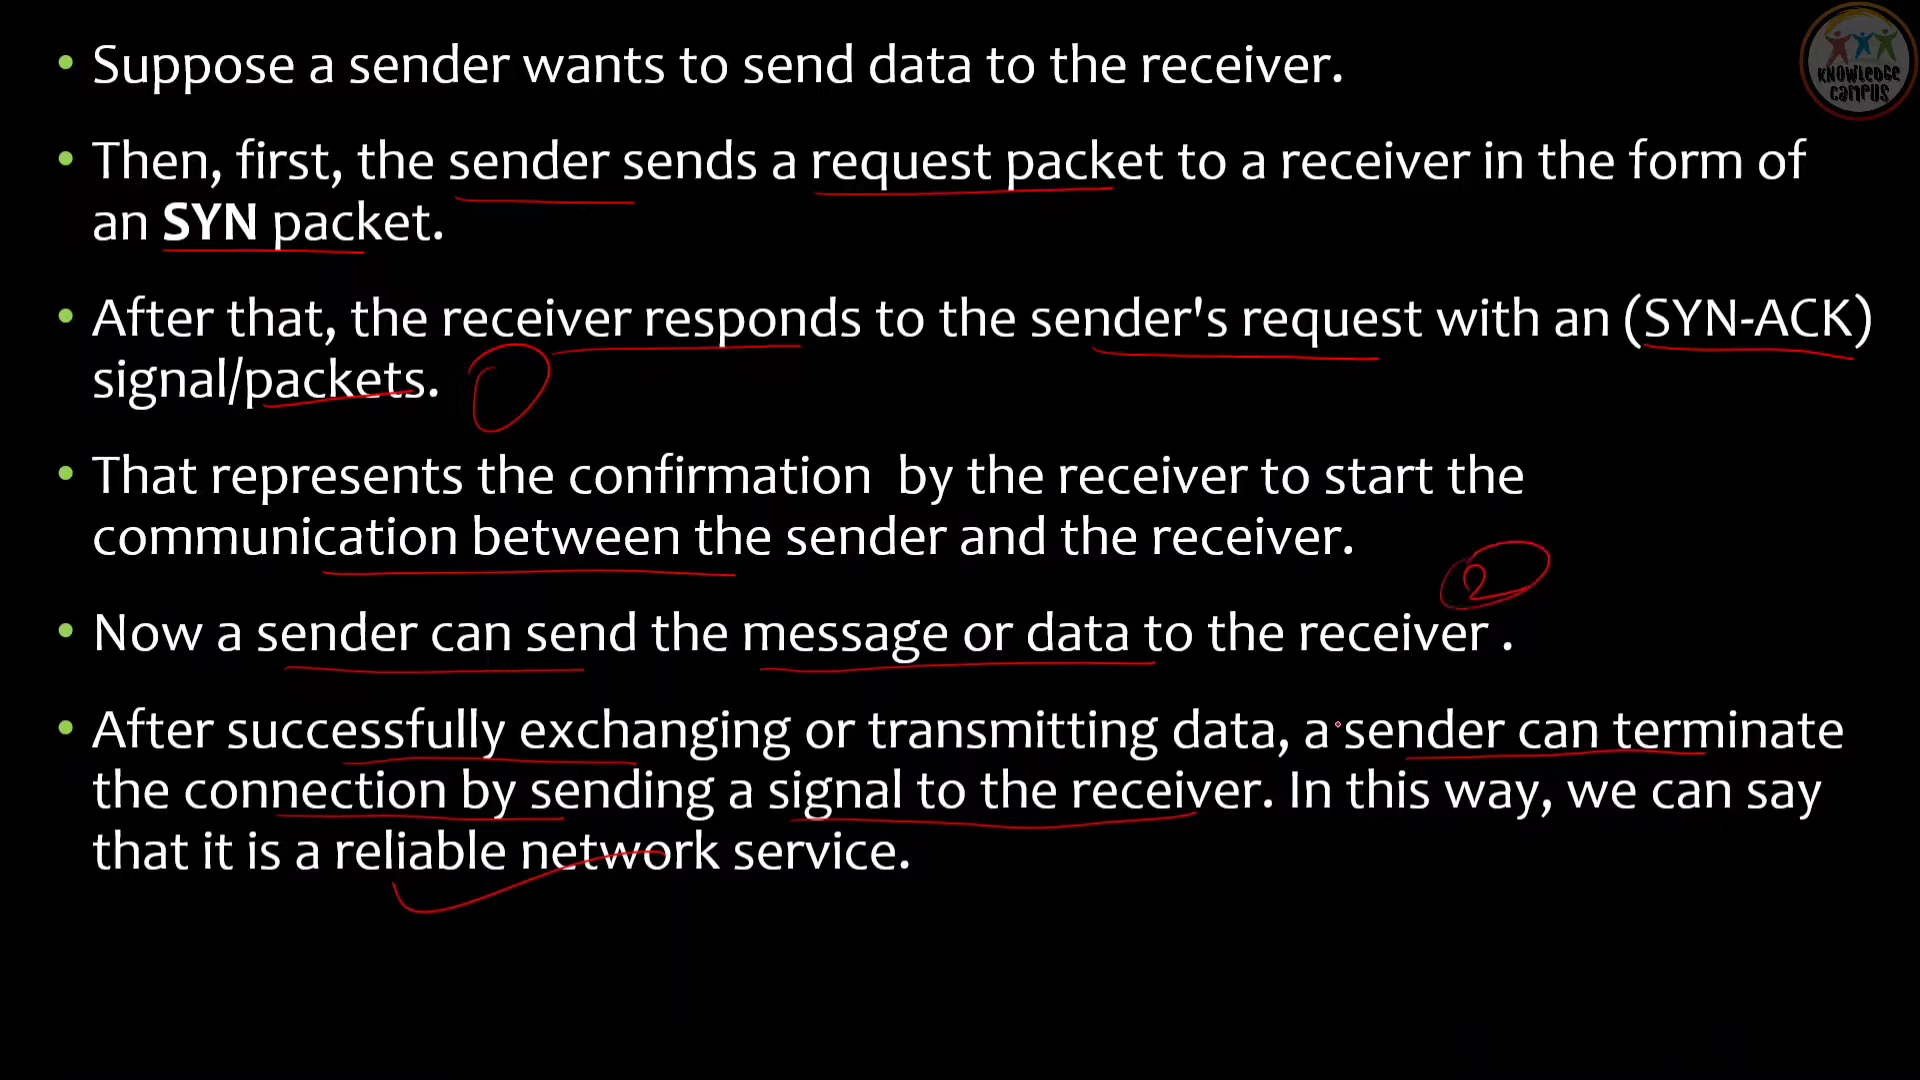 • Suppose a sender wants to send data to the receiver.
• Then, first, the sender sends a request packet to a receiver in the form of
an SYN packet.
• After that, the receiver responds to the sender's request with an (SYN-ACK)
signal/packets.
• That represents the confirmation  by the receiver to start the
communication between the sender and the receiver.
2
• Now a sender can send the message or data to the receiver .
• After successfully exchanging or transmitting data, a sender can terminate
the connection by sending a signal to the receiver. In this way, we can say
that it is a reliable network service.
KNOWLEDGE
CAMPUS